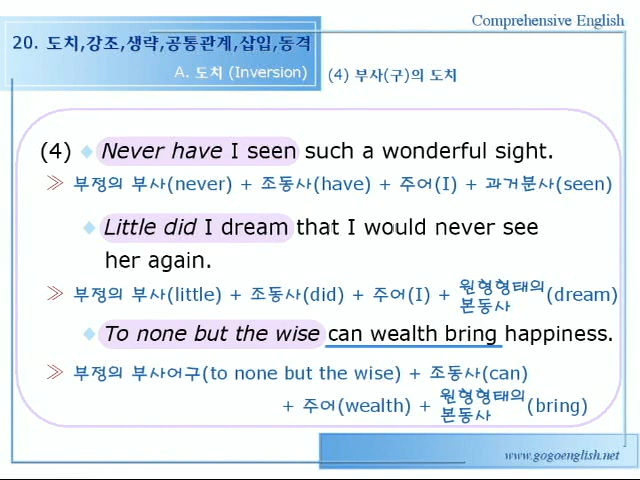 Comprehensive English
20. 도치,강조,생략,공통관계,삽입,동격
A. 도치 (Inversion)
(4) 부사(구)의 도치
(4) ◆ Never have I seen such a wonderful sight.
≫ 부정의 부사(never) + 조동사(have) + 주어(I) + 과거분사(seen)
◆ Little did I dream that I would never see
her again.
≫ 부정의 부사(little) + 조동사(did) + 주어(I) + 원형형태의 본동사(dream)
◆ To none but the wise can wealth bring happiness.
≫ 부정의 부사어구(to none but the wise) + 조동사(can)
+ 주어(wealth) + 원형형태의 본동사(bring)
www.gogoenglish.net